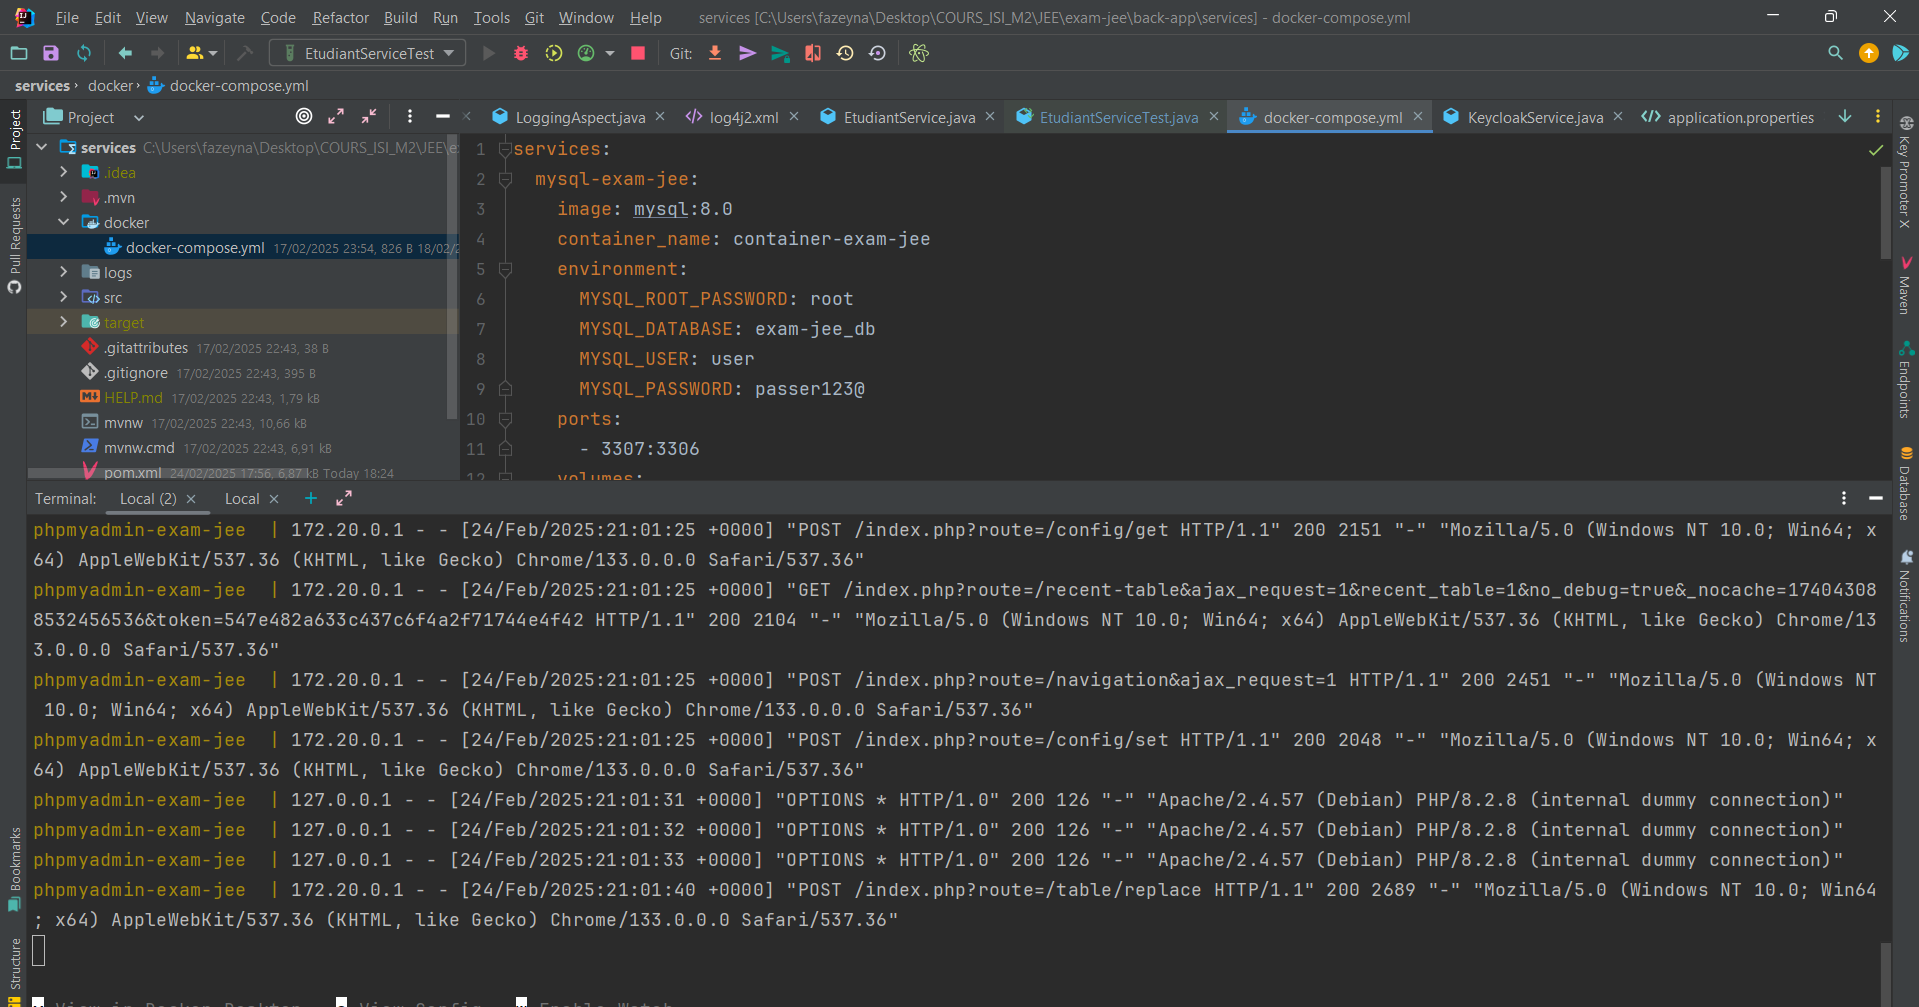 File Edit View Navigate Code Refactor Build Run Tools Git Window Help services [C:\Users\fazeyna\Desktop\COURS_ISI_M2\JEE\exam-jee\back-app\services] - docker-compose.yml
EtudiantServiceTest Git:
services docker docker-compose.yml
Project
LoggingAspect.java log4j2.xml EtudiantService.java EtudiantServiceTest.java docker-compose.yml KeycloakService.java application.properties
services C:\Users\fazeyna\Desktop\COURS_ISI_M2\JEE\e
.idea
.mvn
docker
docker-compose.yml 17/02/2025 23:54, 826 B 18/02/2
logs
src
target
.gitattributes 17/02/2025 22:43, 38 B
.gitignore 17/02/2025 22:43, 395 B
HELP.md 17/02/2025 22:43, 1,79 kB
mvnw 17/02/2025 22:43, 10,66 kB
mvnw.cmd 17/02/2025 22:43, 6,91 kB
pom.xml 24/02/2025 17:56, 6,87 kB Today 18:24
1 services:
2 mysql-exam-jee:
3 image: mysql:8.0
4 container_name: container-exam-jee
5 environment:
6 MYSQL_ROOT_PASSWORD: root
7 MYSQL_DATABASE: exam-jee_db
8 MYSQL_USER: user
9 MYSQL_PASSWORD: passer123@
10 ports:
11 - 3307:3306
12 volumes:
Project
Pull Requests
Bookmarks
Structure
Key Promoter X
Maven
Endpoints
Database
Notifications
Terminal: Local (2) Local
phpmyadmin-exam-jee | 172.20.0.1 - - [24/Feb/2025:21:01:25 +0000] "POST /index.php?route=/config/get HTTP/1.1" 200 2151 "-" "Mozilla/5.0 (Windows NT 10.0; Win64; x
64) AppleWebKit/537.36 (KHTML, like Gecko) Chrome/133.0.0.0 Safari/537.36"
phpmyadmin-exam-jee | 172.20.0.1 - - [24/Feb/2025:21:01:25 +0000] "GET /index.php?route=/recent-table&ajax_request=1&recent_table=1&no_debug=true&_nocache=17404308
8532456536&token=547e482a633c437c6f4a2f71744e4f42 HTTP/1.1" 200 2104 "-" "Mozilla/5.0 (Windows NT 10.0; Win64; x64) AppleWebKit/537.36 (KHTML, like Gecko) Chrome/13
3.0.0.0 Safari/537.36"
phpmyadmin-exam-jee | 172.20.0.1 - - [24/Feb/2025:21:01:25 +0000] "POST /index.php?route=/navigation&ajax_request=1 HTTP/1.1" 200 2451 "-" "Mozilla/5.0 (Windows NT
10.0; Win64; x64) AppleWebKit/537.36 (KHTML, like Gecko) Chrome/133.0.0.0 Safari/537.36"
phpmyadmin-exam-jee | 172.20.0.1 - - [24/Feb/2025:21:01:25 +0000] "POST /index.php?route=/config/set HTTP/1.1" 200 2048 "-" "Mozilla/5.0 (Windows NT 10.0; Win64; x
64) AppleWebKit/537.36 (KHTML, like Gecko) Chrome/133.0.0.0 Safari/537.36"
phpmyadmin-exam-jee | 127.0.0.1 - - [24/Feb/2025:21:01:31 +0000] "OPTIONS * HTTP/1.0" 200 126 "-" "Apache/2.4.57 (Debian) PHP/8.2.8 (internal dummy connection)"
phpmyadmin-exam-jee | 127.0.0.1 - - [24/Feb/2025:21:01:32 +0000] "OPTIONS * HTTP/1.0" 200 126 "-" "Apache/2.4.57 (Debian) PHP/8.2.8 (internal dummy connection)"
phpmyadmin-exam-jee | 127.0.0.1 - - [24/Feb/2025:21:01:33 +0000] "OPTIONS * HTTP/1.0" 200 126 "-" "Apache/2.4.57 (Debian) PHP/8.2.8 (internal dummy connection)"
phpmyadmin-exam-jee | 172.20.0.1 - - [24/Feb/2025:21:01:40 +0000] "POST /index.php?route=/table/replace HTTP/1.1" 200 2689 "-" "Mozilla/5.0 (Windows NT 10.0; Win64
; x64) AppleWebKit/537.36 (KHTML, like Gecko) Chrome/133.0.0.0 Safari/537.36"
View in Docker Desktop View Config Enable Watch